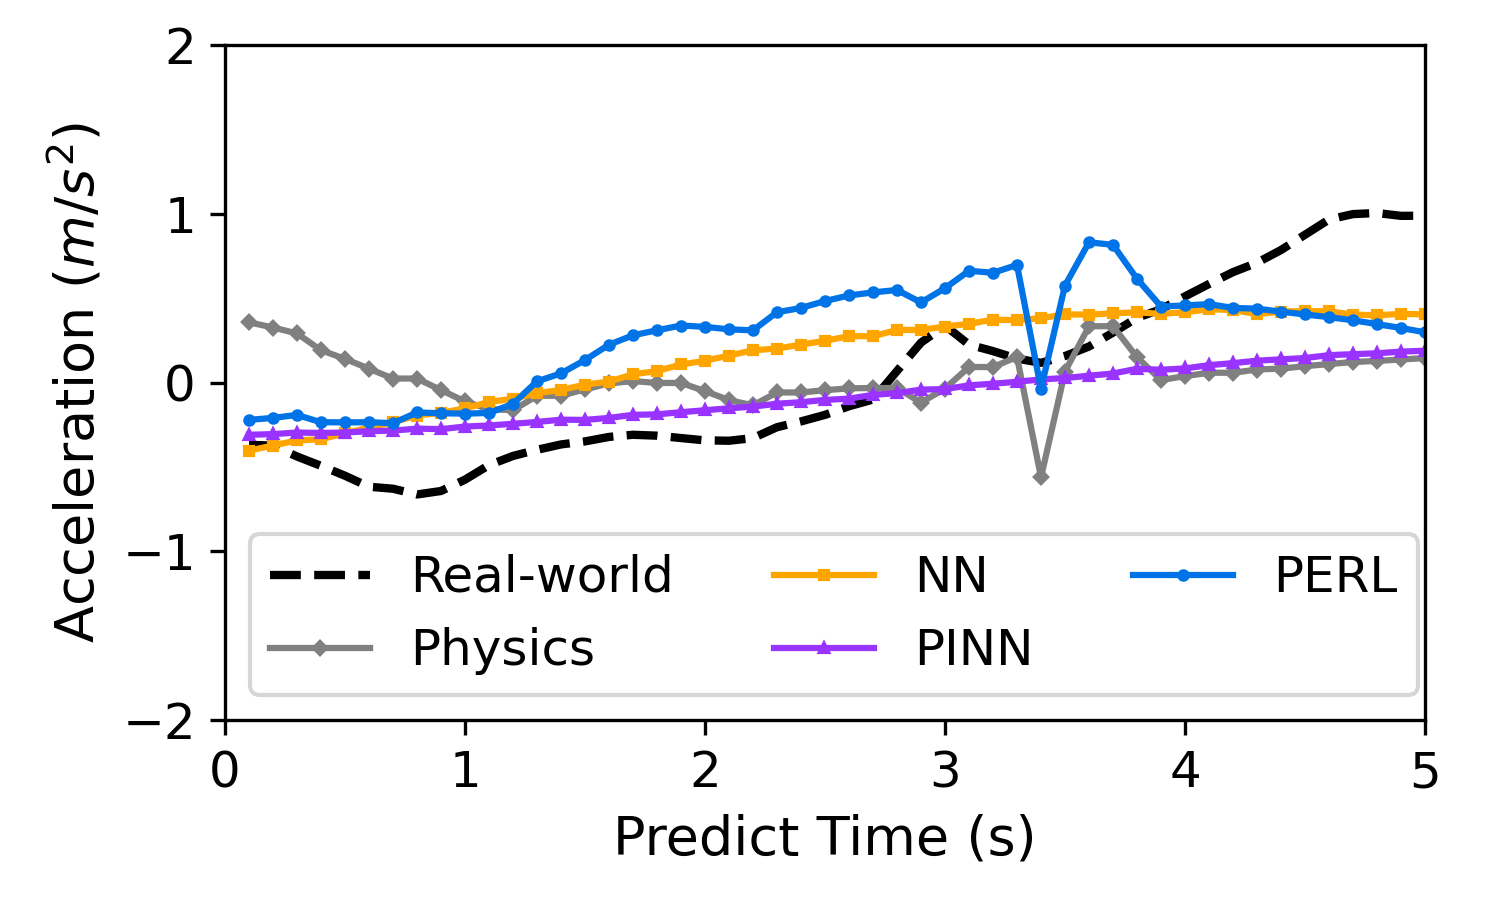 2
1
0
−1
−2
Acceleration (m/s²)
Real-world
Physics
NN
PINN
PERL
0 1 2 3 4 5
Predict Time (s)